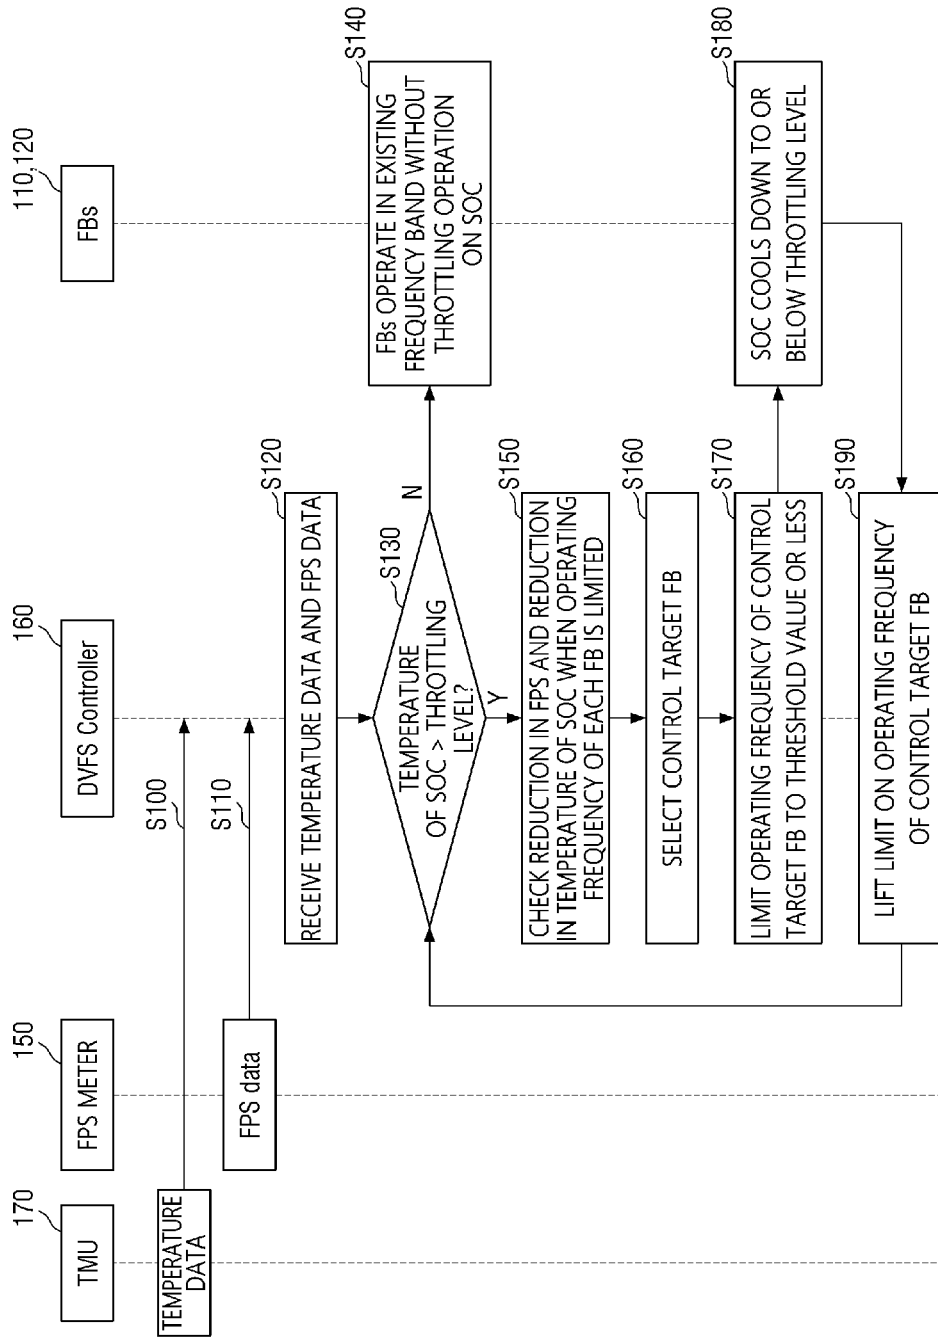 170
TMU
150
FPS METER
160
DVFS Controller
110,120
FBs
TEMPERATURE
DATA
S100
FPS data
S110
S120
RECEIVE TEMPERATURE DATA AND FPS DATA
S130
TEMPERATURE
OF SOC > THROTTLING
LEVEL?
N
Y
S140
FBs OPERATE IN EXISTING
FREQUENCY BAND WITHOUT
THROTTLING OPERATION
ON SOC
S150
CHECK REDUCTION IN FPS AND REDUCTION
IN TEMPERATURE OF SOC WHEN OPERATING
FREQUENCY OF EACH FB IS LIMITED
S160
SELECT CONTROL TARGET FB
S170
LIMIT OPERATING FREQUENCY OF CONTROL
TARGET FB TO THRESHOLD VALUE OR LESS
S180
SOC COOLS DOWN TO OR
BELOW THROTTLING LEVEL
S190
LIFT LIMIT ON OPERATING FREQUENCY
OF CONTROL TARGET FB